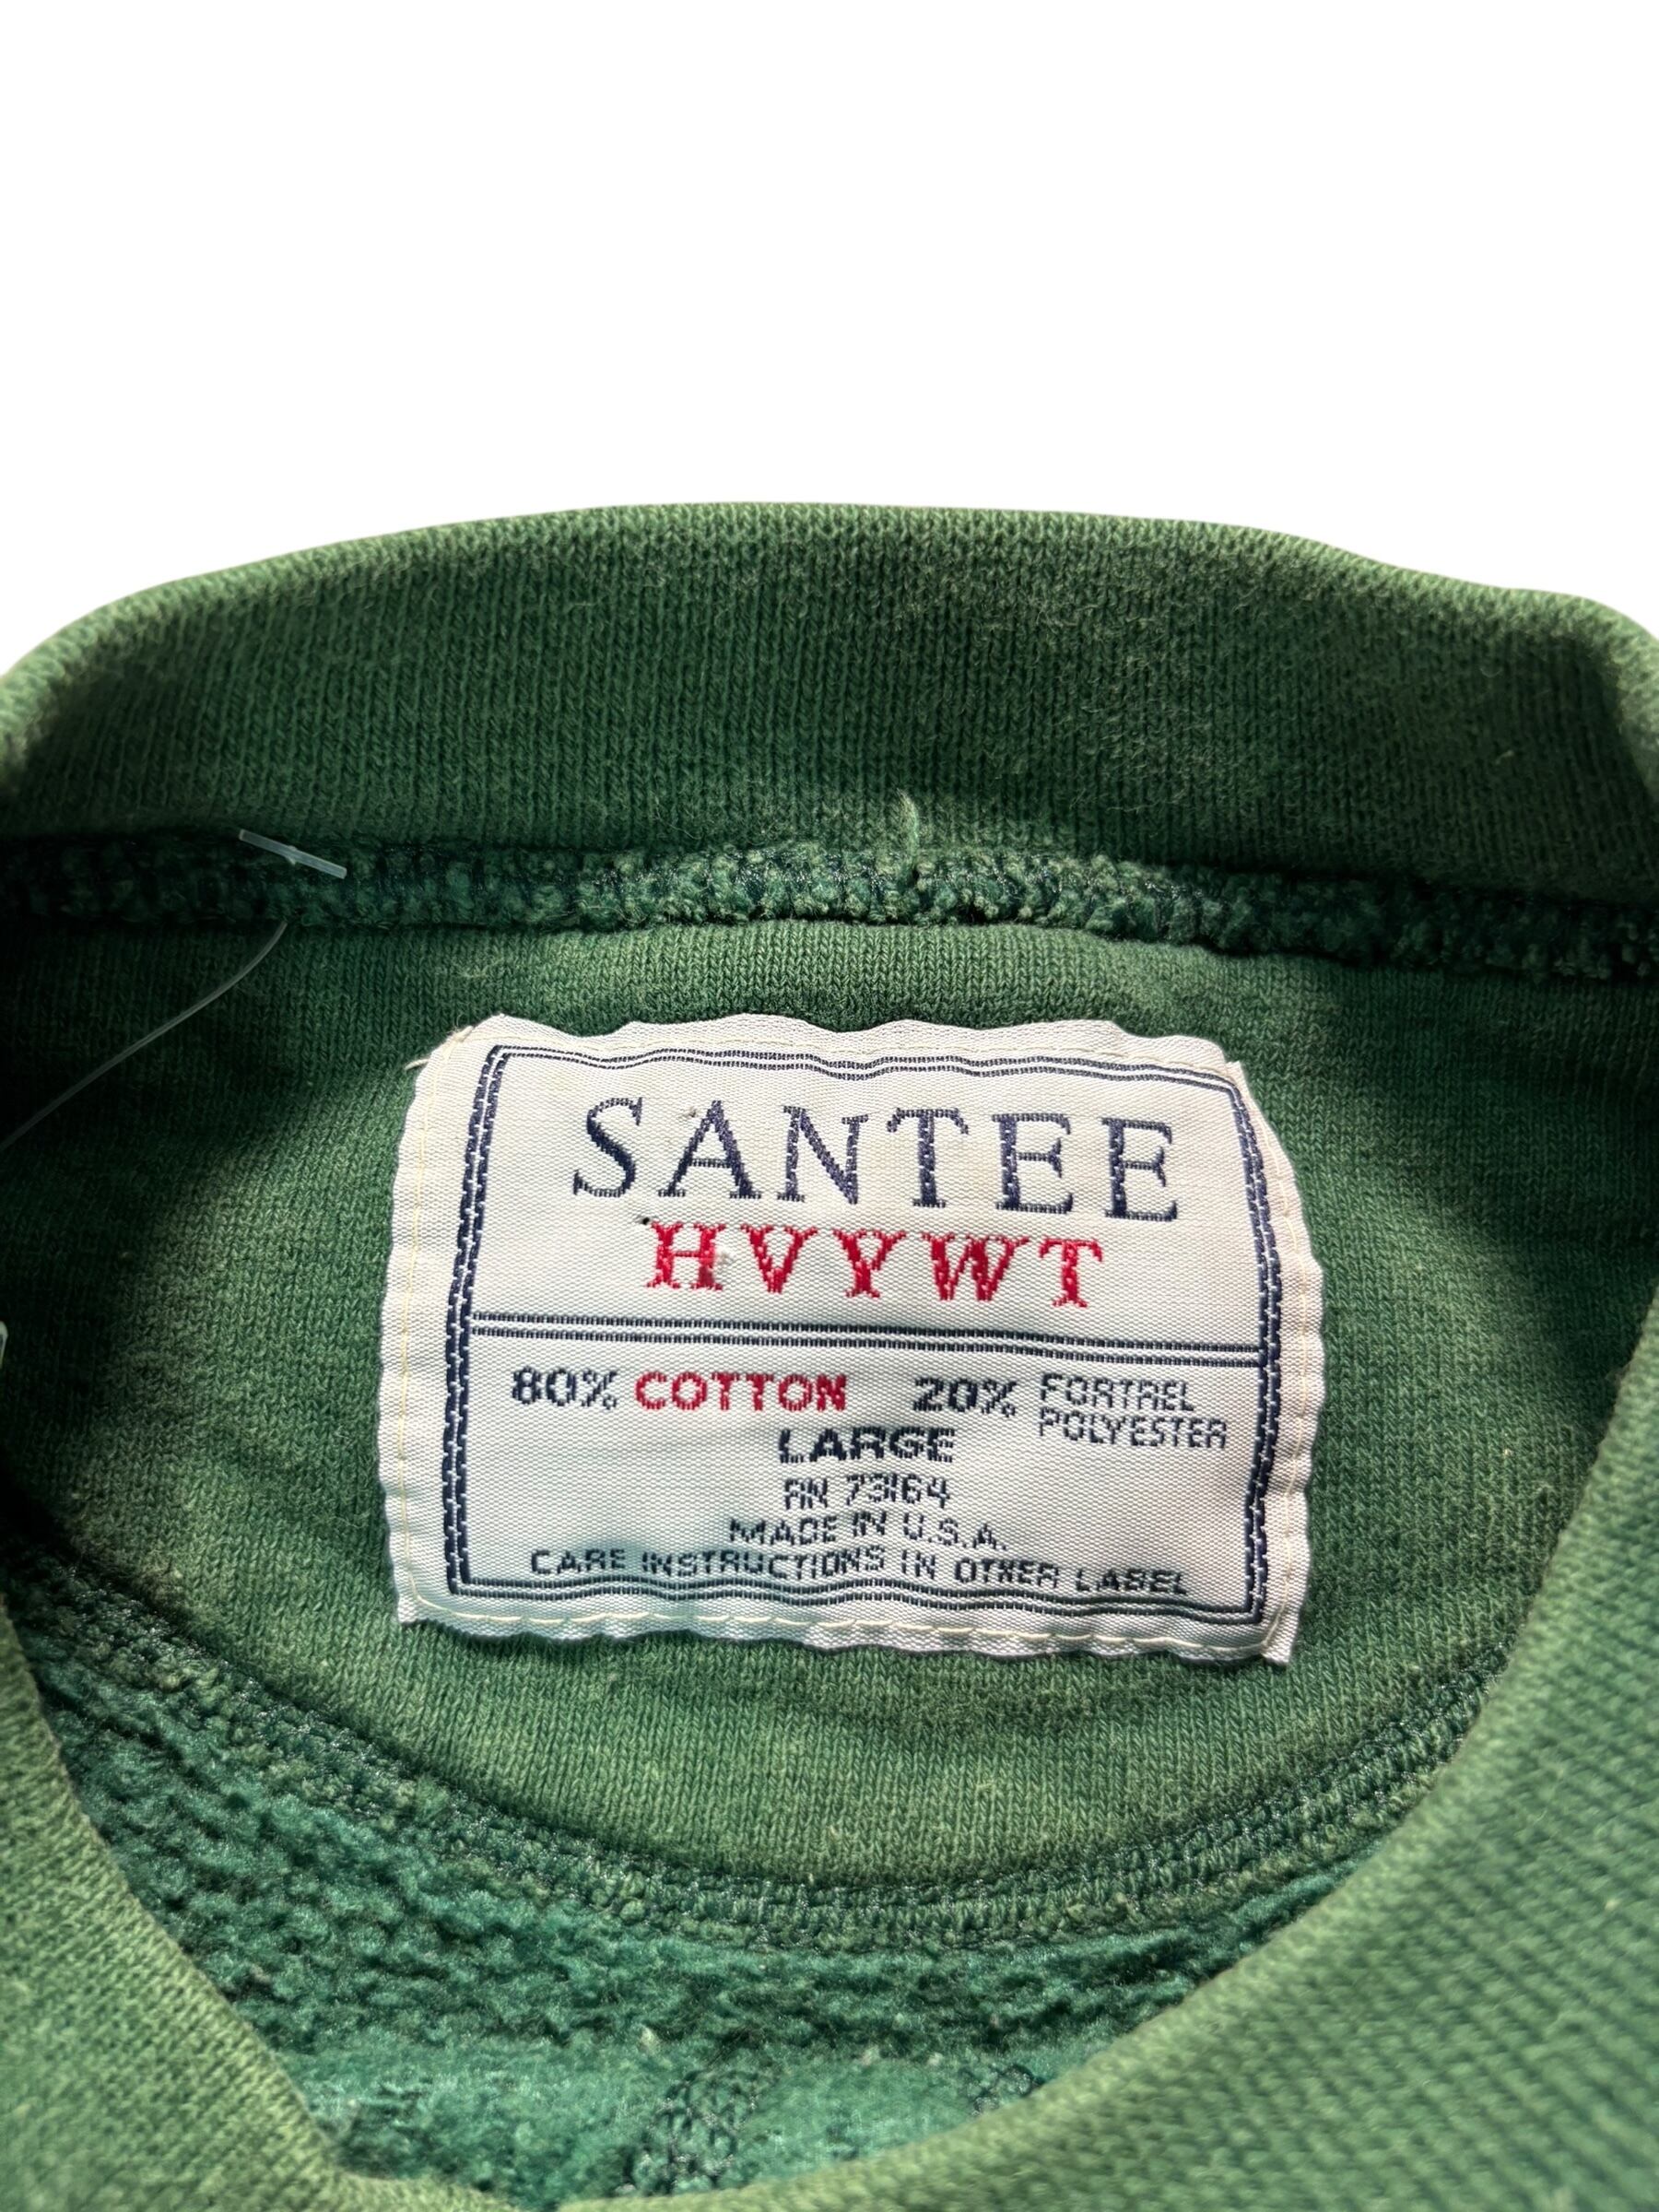 SANTEE
HVYWT
80% COTTON 20% FORTREL POLYESTER
LARGE
RN 73164
MADE IN U.S.A.
CARE INSTRUCTIONS IN OTHER LABEL